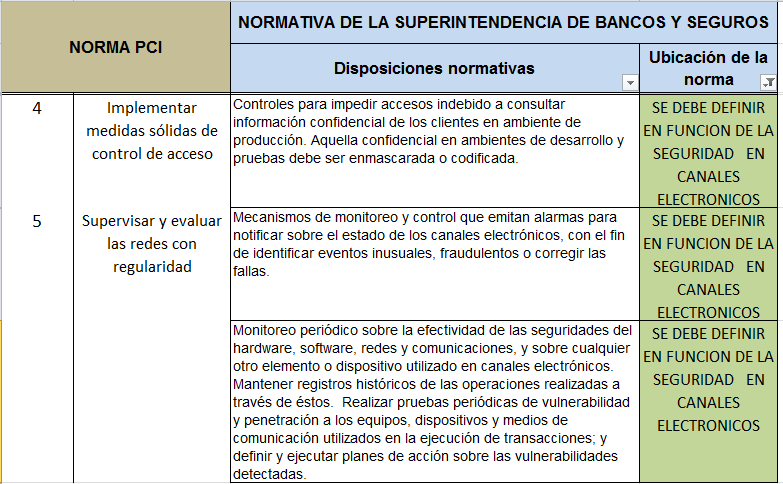 NORMA PCI
NORMATIVA DE LA SUPERINTENDENCIA DE BANCOS Y SEGUROS
Disposiciones normativas
Ubicación de la
norma
4
Implementar
medidas sólidas de
control de acceso
Controles para impedir accesos indebido a consultar
información confidencial de los clientes en ambiente de
producción. Aquella confidencial en ambientes de desarrollo y
pruebas debe ser enmascarada o codificada.
SE DEBE DEFINIR
EN FUNCION DE LA
SEGURIDAD EN
CANALES
ELECTRONICOS
5
Supervisar y evaluar
las redes con
regularidad
Mecanismos de monitoreo y control que emitan alarmas para
notificar sobre el estado de los canales electrónicos, con el fin
de identificar eventos inusuales, fraudulentos o corregir las
fallas.
SE DEBE DEFINIR
EN FUNCION DE LA
SEGURIDAD EN
CANALES
ELECTRONICOS
Monitoreo periódico sobre la efectividad de las seguridades del
hardware, software, redes y comunicaciones, y sobre cualquier
otro elemento o dispositivo utilizado en canales electrónicos.
Mantener registros históricos de las operaciones realizadas a
través de éstos. Realizar pruebas periódicas de vulnerabilidad
y penetración a los equipos, dispositivos y medios de
comunicación utilizados en la ejecución de transacciones; y
definir y ejecutar planes de acción sobre las vulnerabilidades
detectadas.
SE DEBE DEFINIR
EN FUNCION DE LA
SEGURIDAD EN
CANALES
ELECTRONICOS